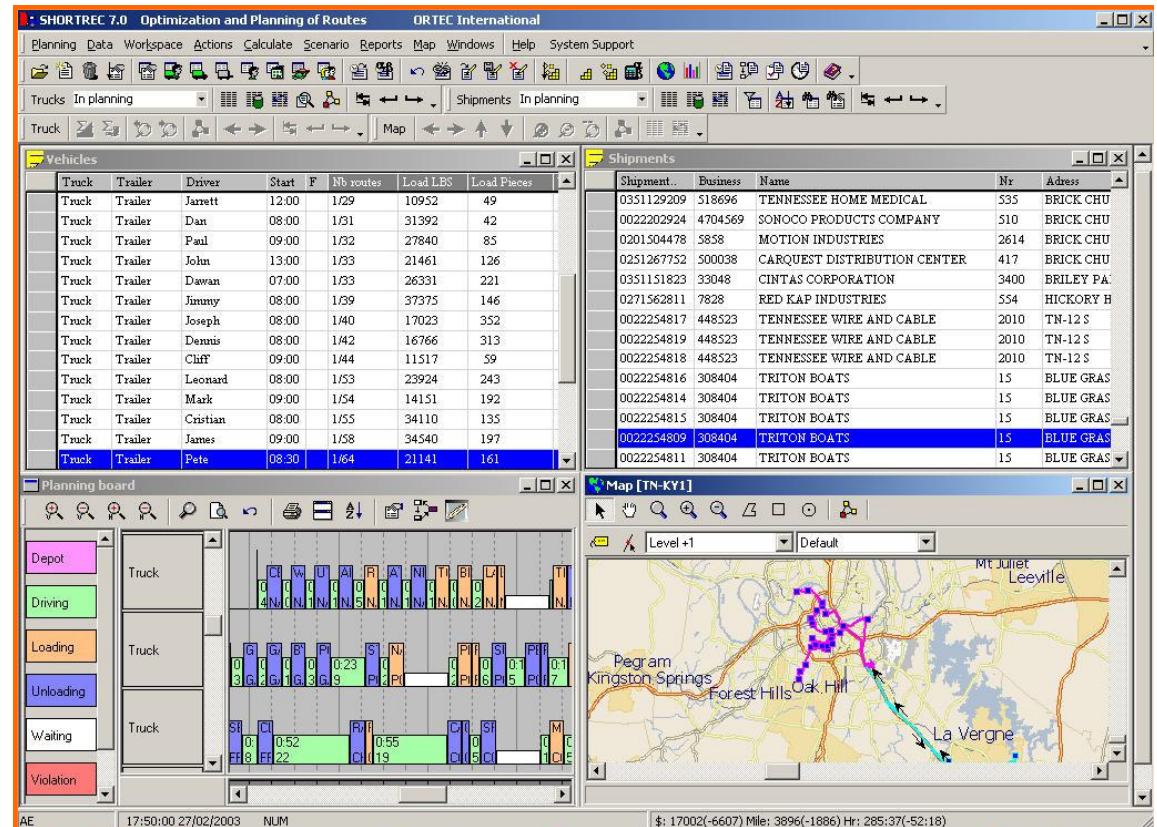 SHORTREC 7.0 Optimization and Planning of Routes ORTEC International
Planning Data Workspace Actions Calculate Scenario Reports Map Windows Help System Support
Trucks In planning Shipments In planning
Truck Map
Vehicles
Truck Trailer Driver Start F Nb routes Load LBS Load Pieces
Truck Trailer Jarrett 12:00 1/29 10952 49
Truck Trailer Dan 08:00 1/31 31392 42
Truck Trailer Paul 09:00 1/32 27840 85
Truck Trailer John 13:00 1/33 21461 126
Truck Trailer Dawan 07:00 1/33 26331 221
Truck Trailer Jimmy 08:00 1/39 37375 146
Truck Trailer Joseph 08:00 1/40 17023 352
Truck Trailer Dennis 08:00 1/42 16766 313
Truck Trailer Cliff 09:00 1/44 11517 59
Truck Trailer Leonard 08:00 1/53 23924 243
Truck Trailer Mark 09:00 1/54 14151 192
Truck Trailer Cristian 08:00 1/55 34110 135
Truck Trailer James 09:00 1/58 34540 197
Truck Trailer Pete 08:30 1/64 21141 161
Shipments
Shipment.. Business Name Nr Adress
0351129209 518696 TENNESSEE HOME MEDICAL 535 BRICK CHU
0022202924 4704569 SONOCO PRODUCTS COMPANY 510 BRICK CHU
0201504478 5858 MOTION INDUSTRIES 2614 BRICK CHU
0251267752 500038 CARQUEST DISTRIBUTION CENTER 417 BRICK CHU
0351151823 33048 CINTAS CORPORATION 3400 BRILEY PA
0271562811 7828 RED KAP INDUSTRIES 554 HICKORY H
0022254817 448523 TENNESSEE WIRE AND CABLE 2010 TN-12 S
0022254819 448523 TENNESSEE WIRE AND CABLE 2010 TN-12 S
0022254818 448523 TENNESSEE WIRE AND CABLE 2010 TN-12 S
0022254816 308404 TRITON BOATS 15 BLUE GRAS
0022254814 308404 TRITON BOATS 15 BLUE GRAS
0022254815 308404 TRITON BOATS 15 BLUE GRAS
0022254809 308404 TRITON BOATS 15 BLUE GRAS
0022254811 308404 TRITON BOATS 15 BLUE GRAS
Planning board
Depot
Driving
Loading
Unloading
Waiting
Violation
Truck
Truck
0:23
Truck
0:52 0:55
22 19
Map [TN-KY1]
Level +1 Default
Mt Juliet
Leeville
Pegram
Kingston Springs
Forest Hills
Oak Hill
La Vergne
AE 17:50:00 27/02/2003 NUM $: 17002(-6607) Mile: 3896(-1886) Hr: 285:37(-52:18)